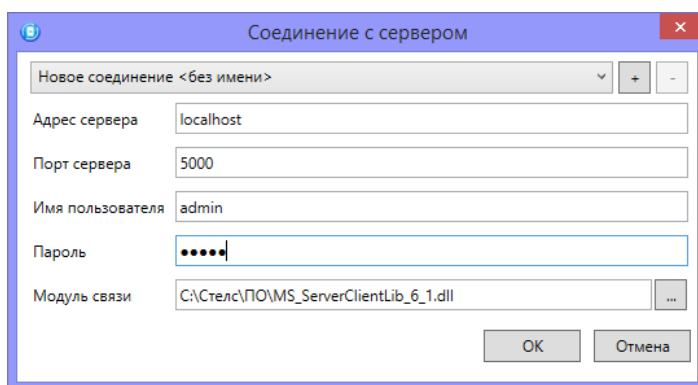 Соединение с сервером
Новое соединение <без имени>
+ -
Адрес сервера localhost
Порт сервера 5000
Имя пользователя admin
Пароль •••••
Модуль связи C:\Стелс\ПО\MS_ServerClientLib_6_1.dll ...
OK Отмена